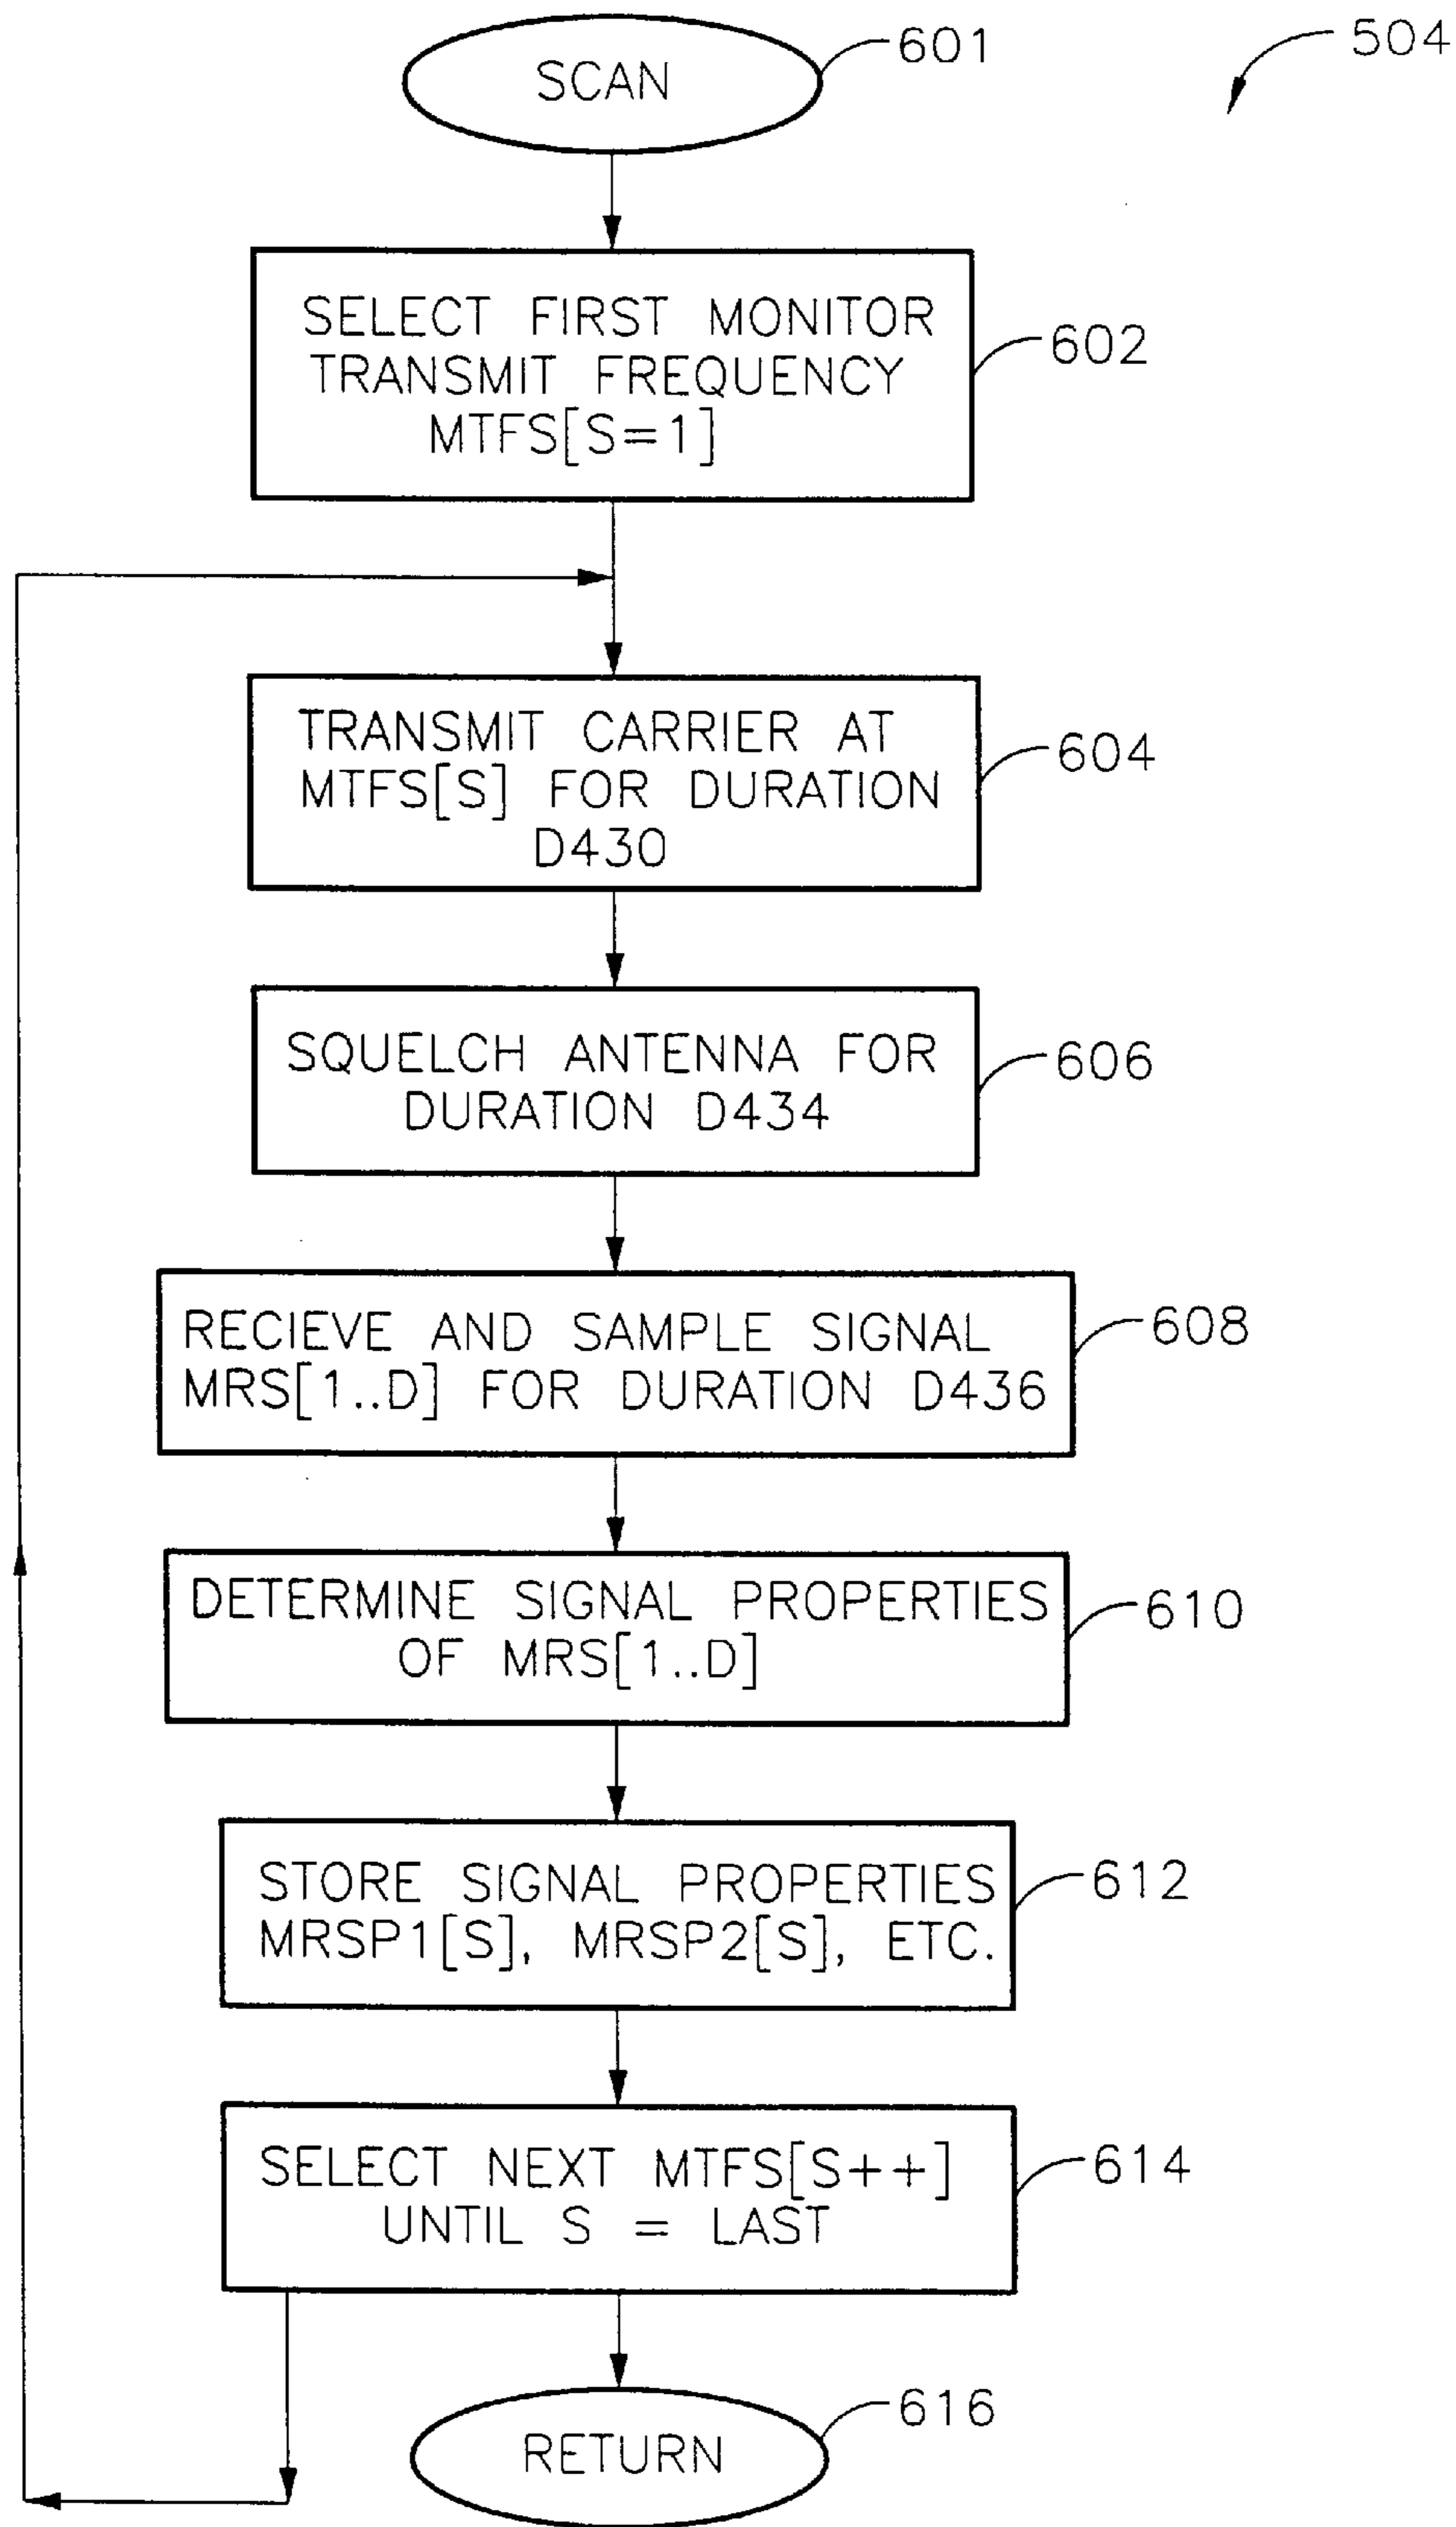 504
SCAN
601
SELECT FIRST MONITOR
TRANSMIT FREQUENCY
MTFS[S=1]
602
TRANSMIT CARRIER AT
MTFS[S] FOR DURATION
D430
604
SQUELCH ANTENNA FOR
DURATION D434
606
RECIEVE AND SAMPLE SIGNAL
MRS[1..D] FOR DURATION D436
608
DETERMINE SIGNAL PROPERTIES
OF MRS[1..D]
610
STORE SIGNAL PROPERTIES
MRSP1[S], MRSP2[S], ETC.
612
SELECT NEXT MTFS[S++]
UNTIL S = LAST
614
RETURN
616